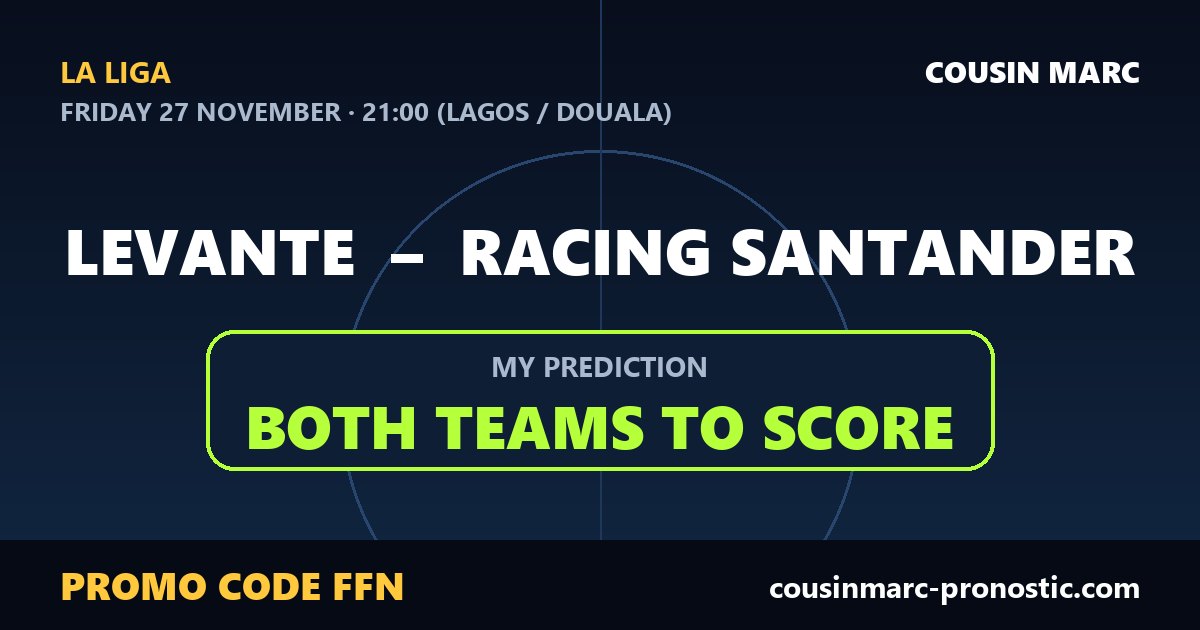 LA LIGA
COUSIN MARC
FRIDAY 27 NOVEMBER · 21:00 (LAGOS / DOUALA)
LEVANTE – RACING SANTANDER
MY PREDICTION
BOTH TEAMS TO SCORE
PROMO CODE FFN
cousinmarc-pronostic.com